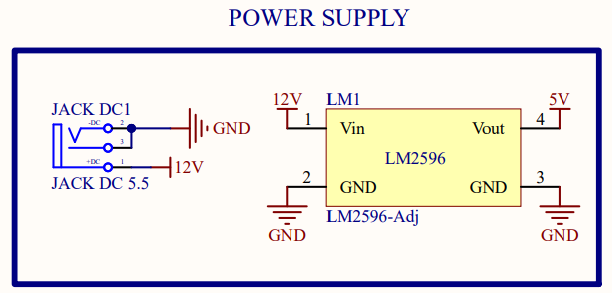 POWER SUPPLY
JACK DC1
-DC 2
3
+DC 1
JACK DC 5.5
GND
12V
12V
LM1
5V
1
Vin
Vout
4
LM2596
2
GND
GND
3
LM2596-Adj
GND
GND